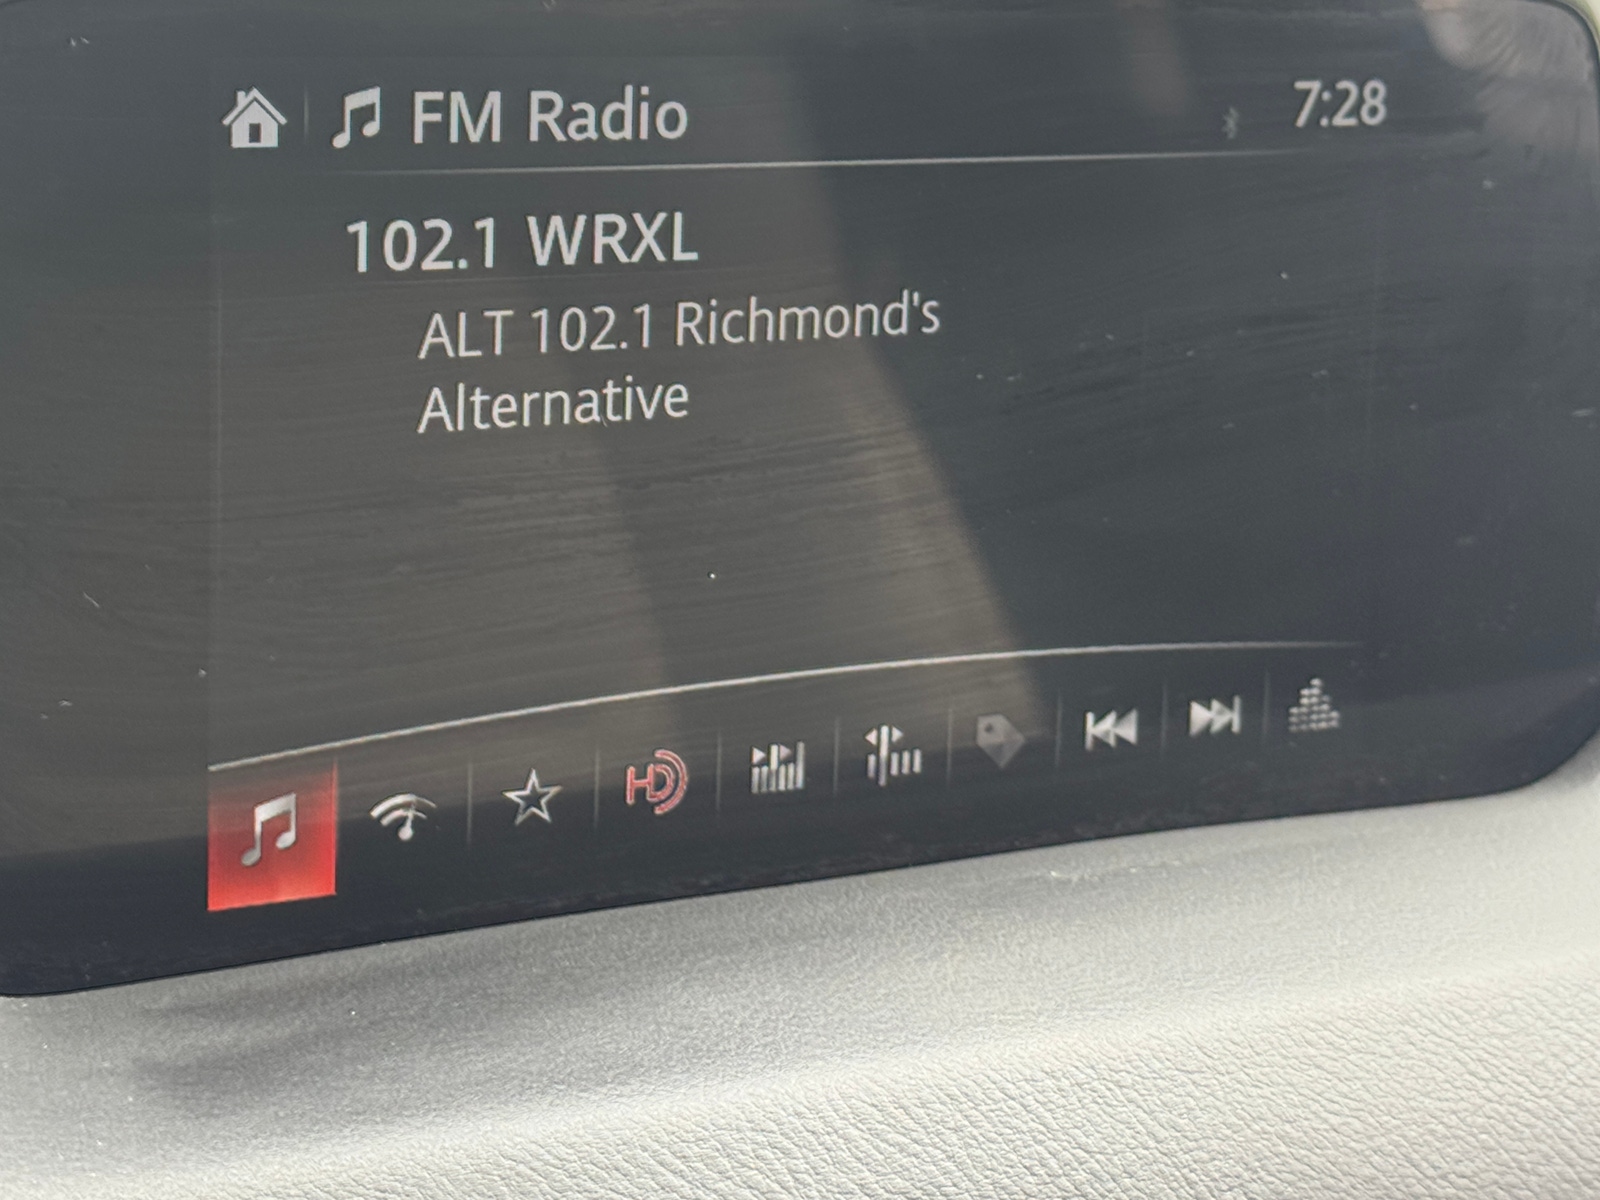 FM Radio
7:28
102.1 WRXL
ALT 102.1 Richmond's
Alternative
HD